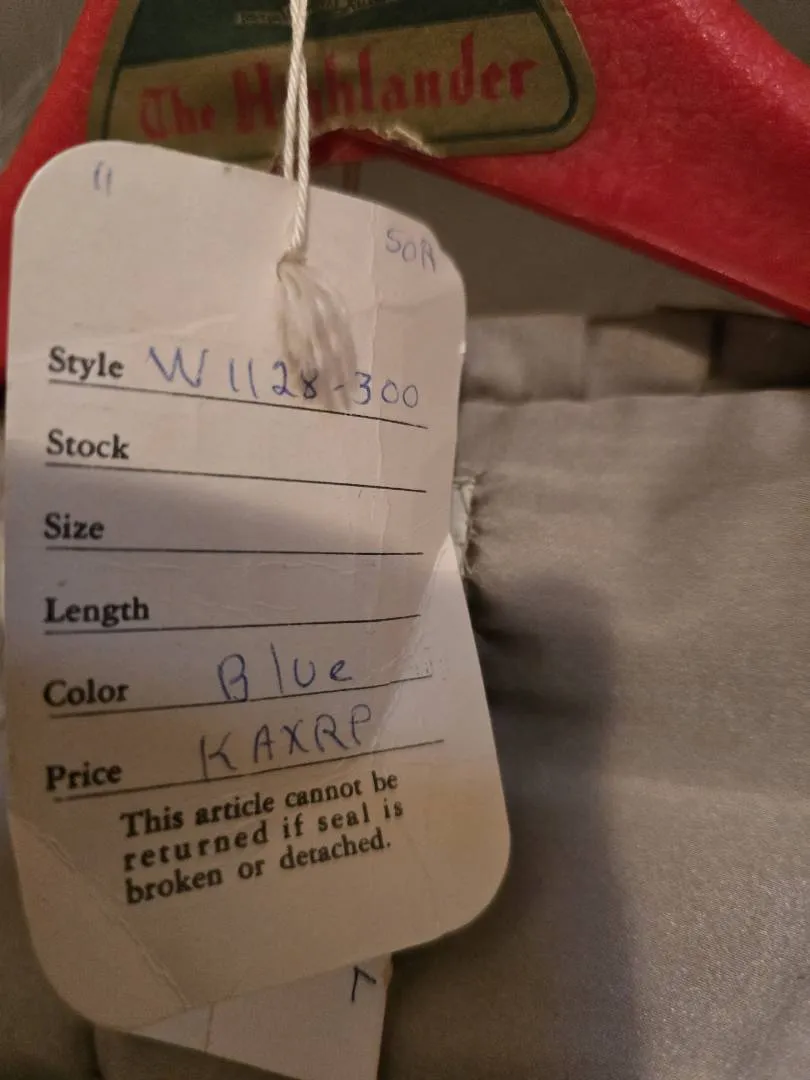 The Highlander
"
50R
Style W1128-300
Stock
Size
Length
Color Blue
Price KAXRP
This article cannot be
returned if seal is
broken or detached.